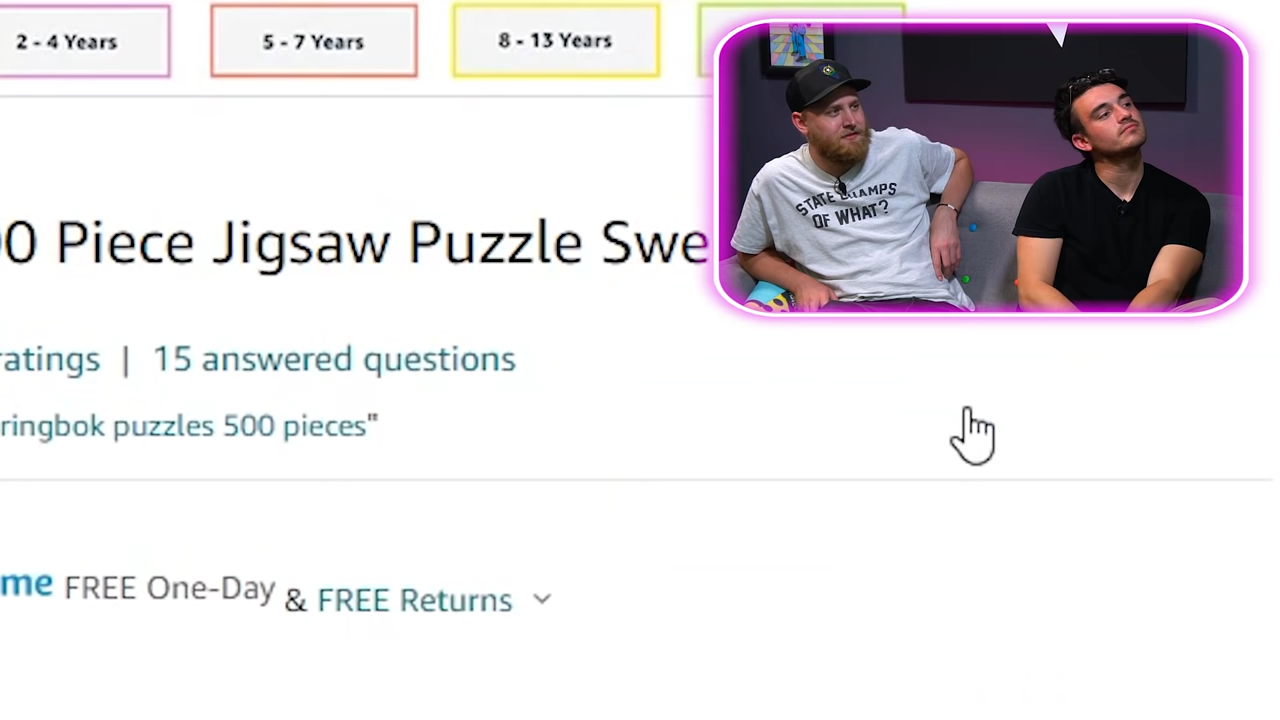 2 - 4 Years
5 - 7 Years
8 - 13 Years
0 Piece Jigsaw Puzzle Swe
ratings | 15 answered questions
ringbok puzzles 500 pieces"
me FREE One-Day & FREE Returns
STATE CHAMPS
OF WHAT?